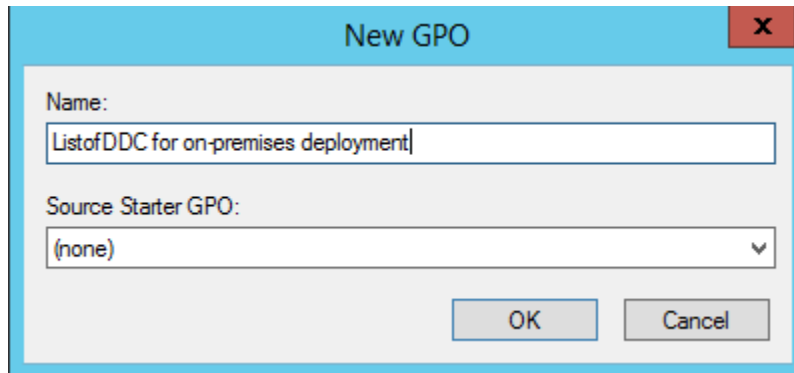 New GPO
x
Name:
ListofDDC for on-premises deployment
Source Starter GPO:
(none)
OK Cancel